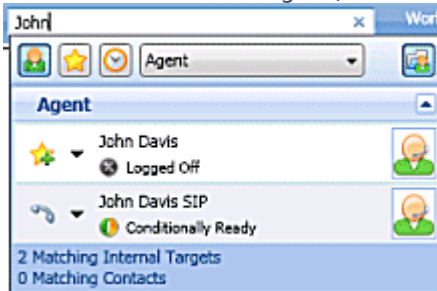 John
Wor
Agent
Agent
John Davis
Logged Off
John Davis SIP
Conditionally Ready
2 Matching Internal Targets
0 Matching Contacts